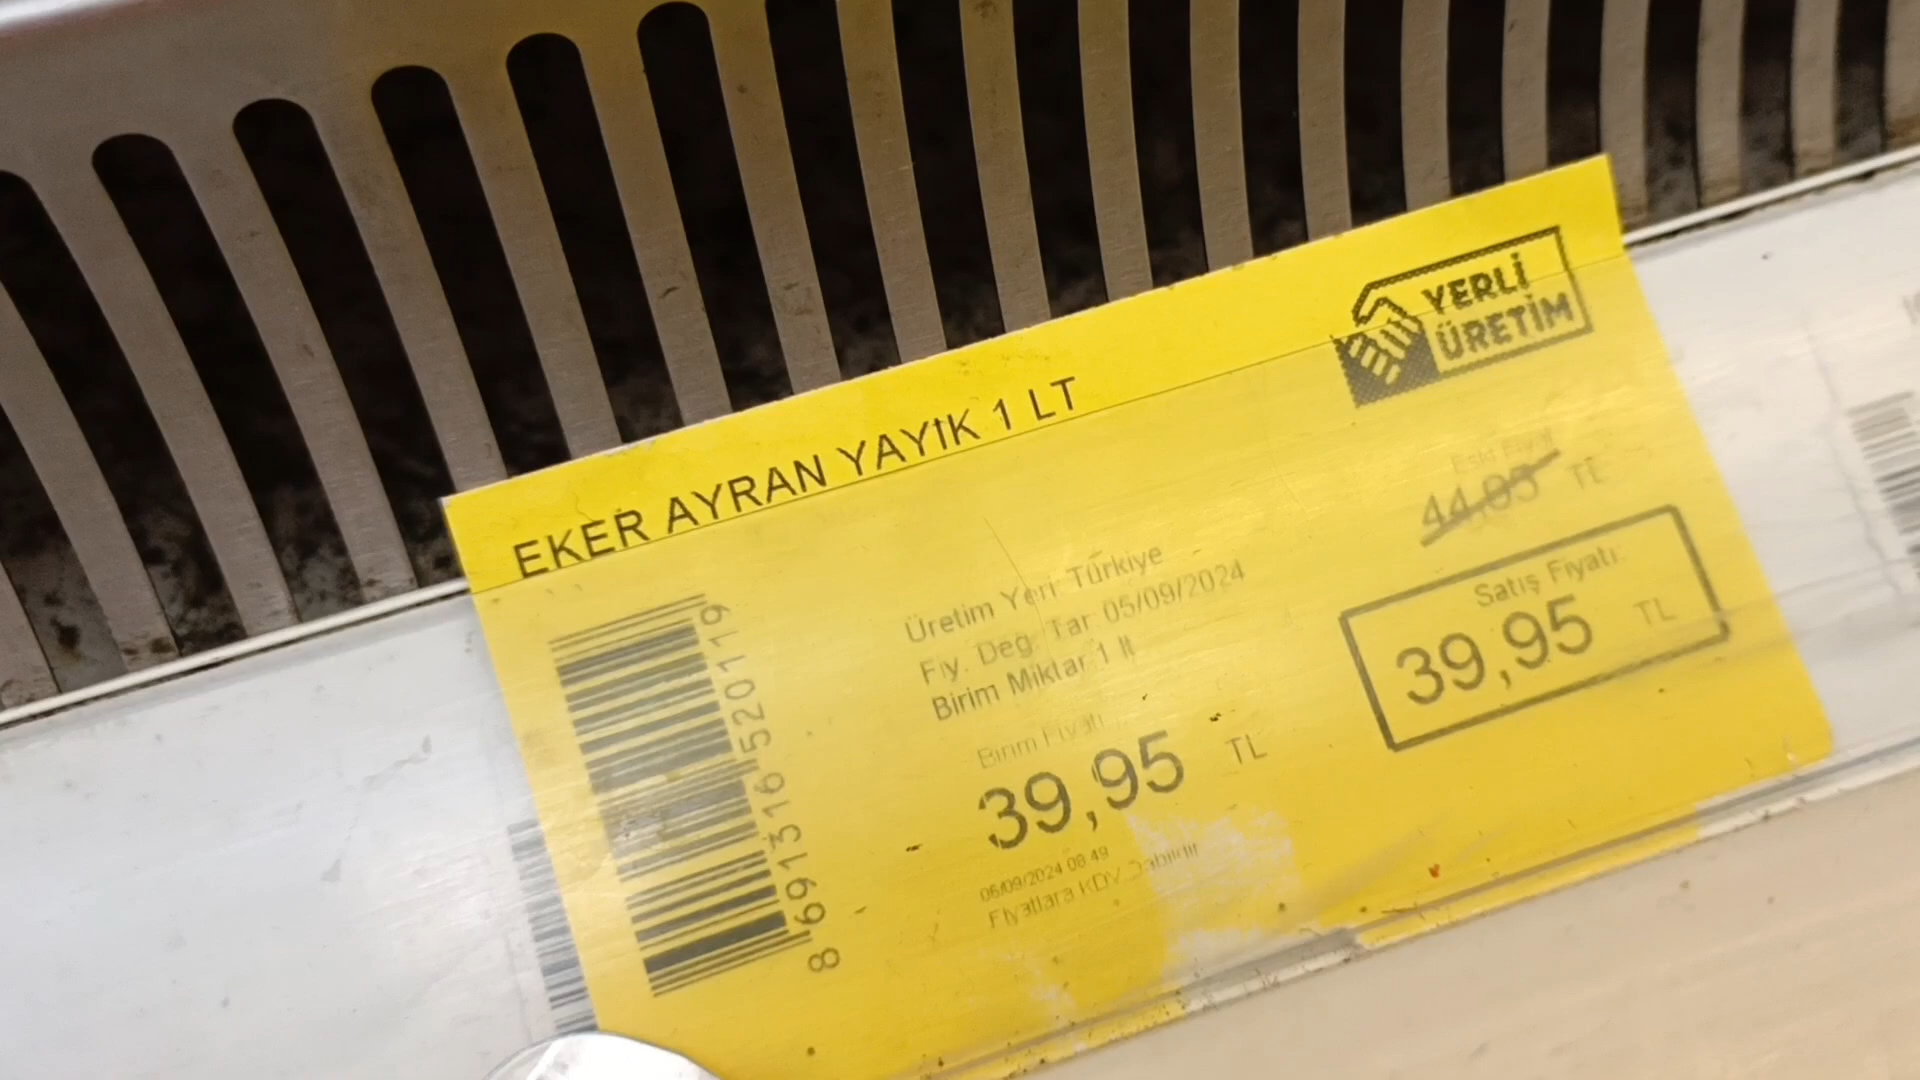 EKER AYRAN YAYIK 1 LT
YERLİ
ÜRETİM
Eski Fiyat
44,05 TL
Satış Fiyatı:
39,95 TL
Üretim Yeri Türkiye
Fiy. Değ. Tar 05/09/2024
Birim Miktar 1 lt
Birim Fiyatı
39,95 TL
06/09/2024 08:49
Fiyatlara KDV Dahildir
8 691316 520119